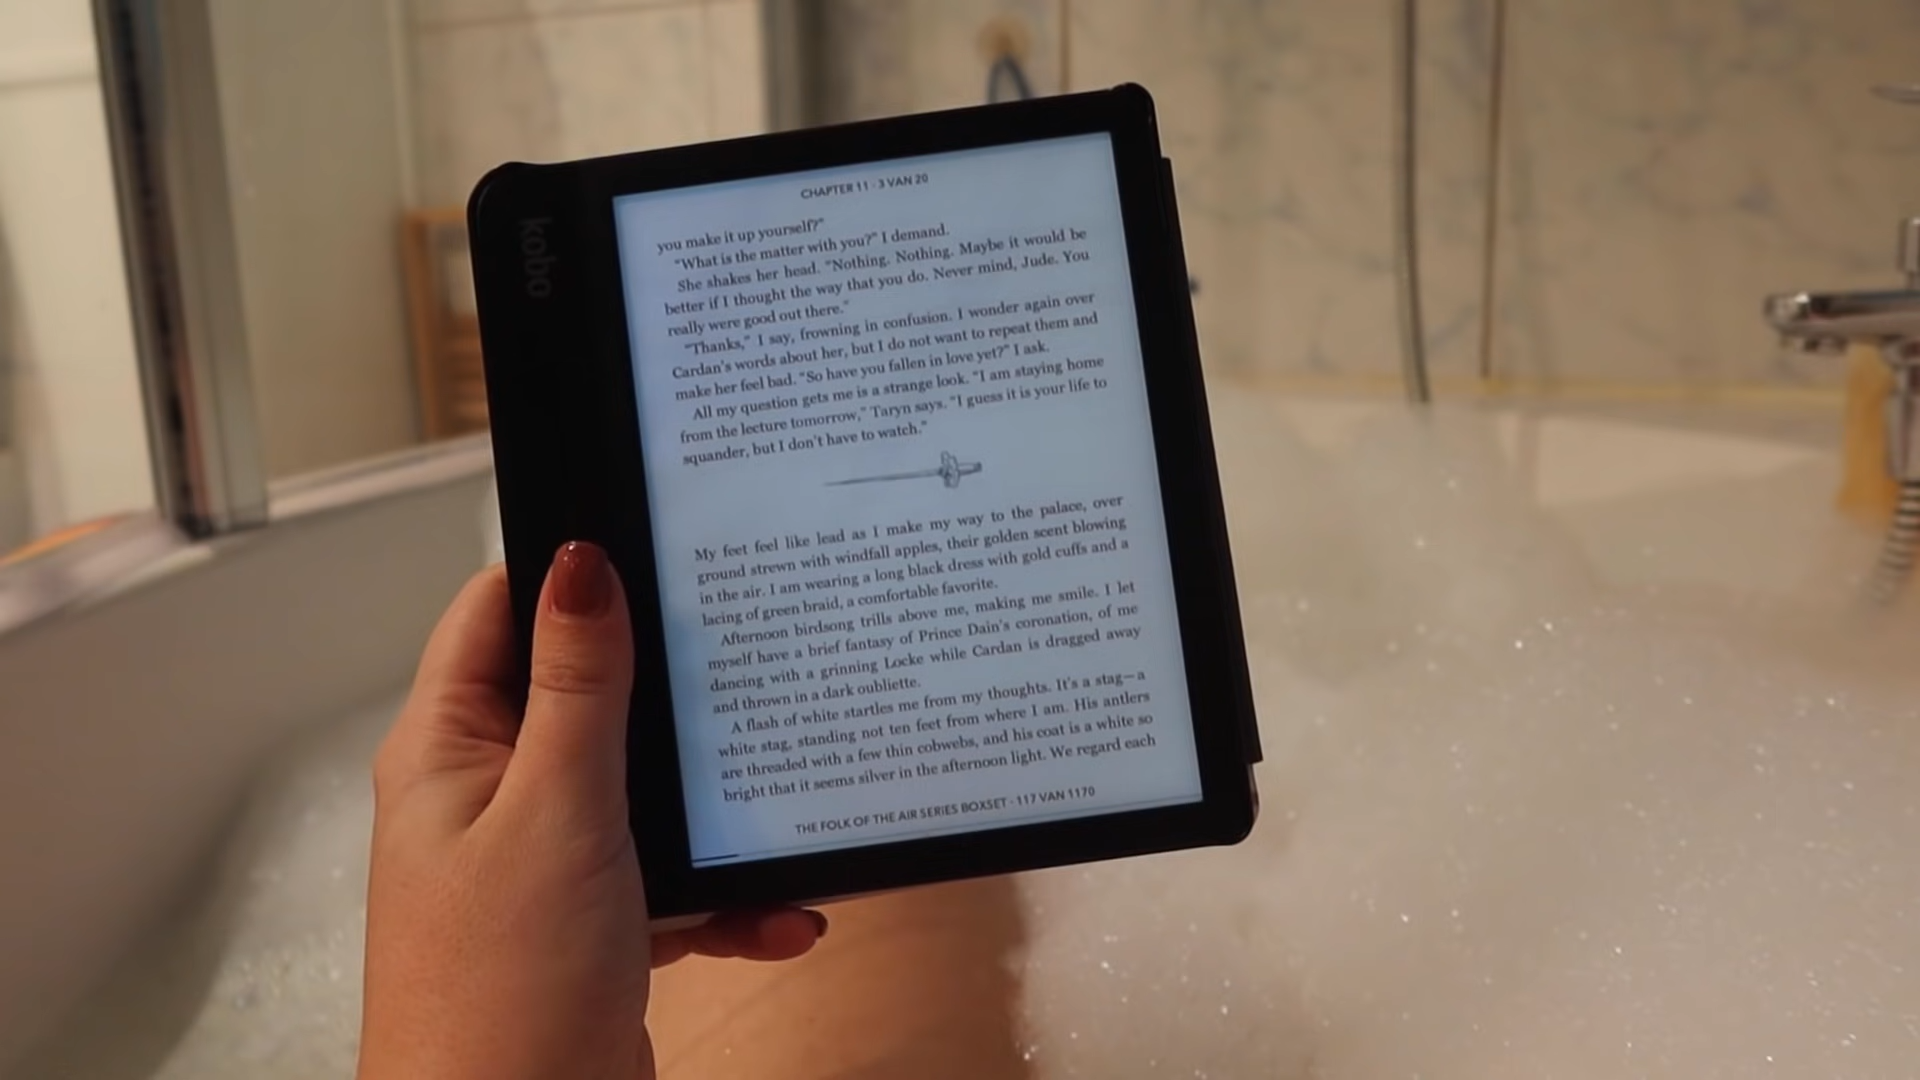 kobo
CHAPTER 11 - 3 VAN 20
you make it up yourself?"
"What is the matter with you?" I demand.
She shakes her head. "Nothing. Nothing. Maybe it would be
better if I thought the way that you do. Never mind, Jude. You
really were good out there."
"Thanks," I say, frowning in confusion. I wonder again over
Cardan's words about her, but I do not want to repeat them and
make her feel bad. "So have you fallen in love yet?" I ask.
All my question gets me is a strange look. "I am staying home
from the lecture tomorrow," Taryn says. "I guess it is your life to
squander, but I don't have to watch."
My feet feel like lead as I make my way to the palace, over
ground strewn with windfall apples, their golden scent blowing
in the air. I am wearing a long black dress with gold cuffs and a
lacing of green braid, a comfortable favorite.
Afternoon birdsong trills above me, making me smile. I let
myself have a brief fantasy of Prince Dain's coronation, of me
dancing with a grinning Locke while Cardan is dragged away
and thrown in a dark oubliette.
A flash of white startles me from my thoughts. It's a stag—a
white stag, standing not ten feet from where I am. His antlers
are threaded with a few thin cobwebs, and his coat is a white so
bright that it seems silver in the afternoon light. We regard each
THE FOLK OF THE AIR SERIES BOXSET - 117 VAN 1170